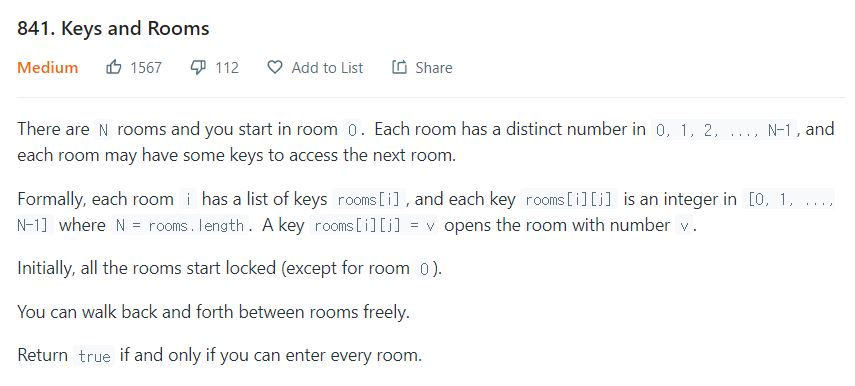 841. Keys and Rooms
Medium 1567 112 Add to List Share
There are N rooms and you start in room 0. Each room has a distinct number in 0, 1, 2, ..., N-1, and
each room may have some keys to access the next room.
Formally, each room i has a list of keys rooms[i], and each key rooms[i][j] is an integer in [0, 1, ...,
N-1] where N = rooms.length. A key rooms[i][j] = v opens the room with number v.
Initially, all the rooms start locked (except for room 0).
You can walk back and forth between rooms freely.
Return true if and only if you can enter every room.